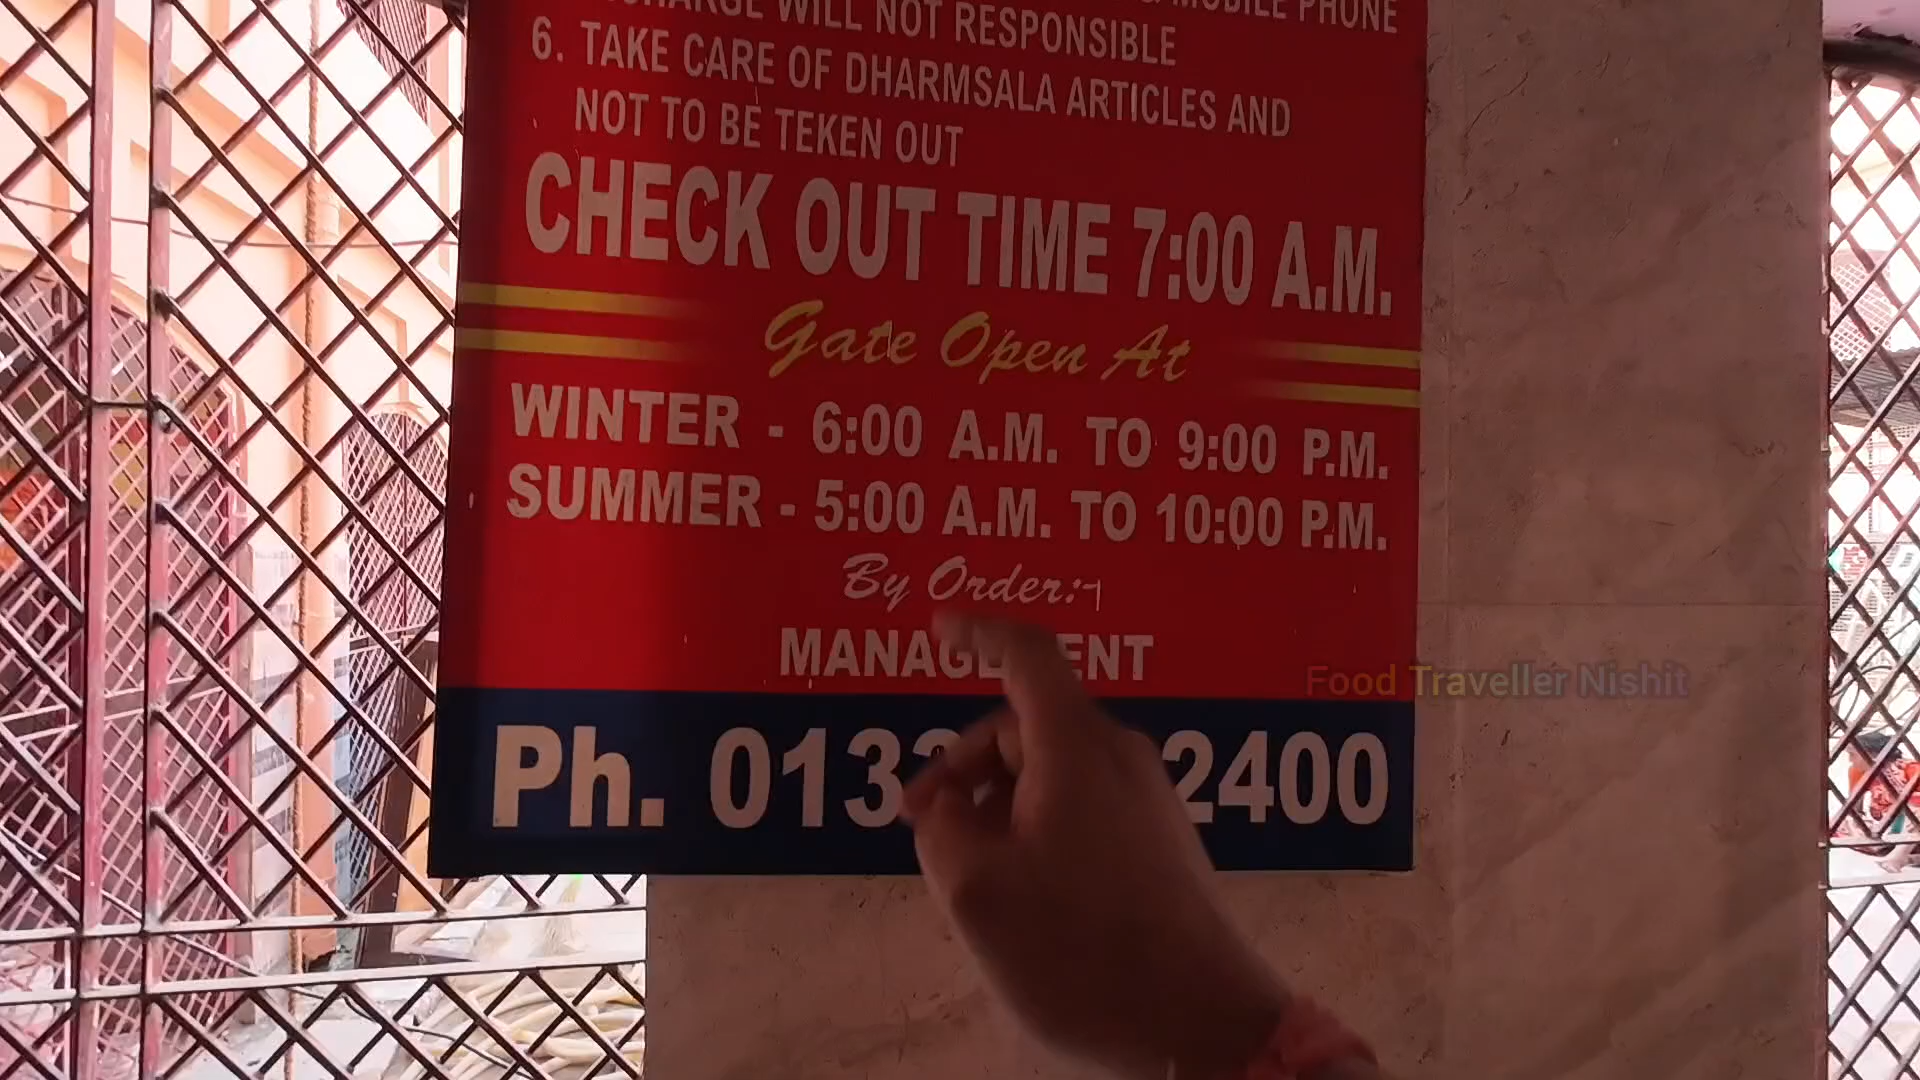 MOBILE PHONE
WILL NOT RESPONSIBLE
6. TAKE CARE OF DHARMSALA ARTICLES AND
NOT TO BE TEKEN OUT
CHECK OUT TIME 7:00 A.M.
Gate Open At
WINTER - 6:00 A.M. TO 9:00 P.M.
SUMMER - 5:00 A.M. TO 10:00 P.M.
By Order:-
MANAGEMENT
Food Traveller Nishit
Ph. 0133 2400